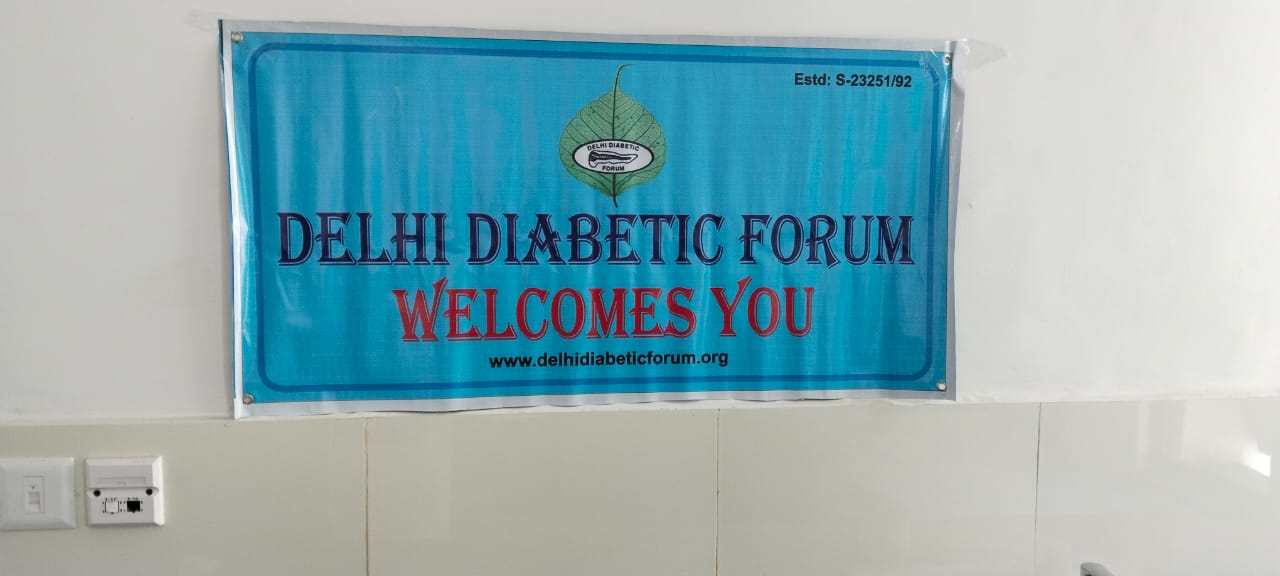 Estd: S-23251/92
DELHI DIABETIC
FORUM
DELHI DIABETIC FORUM
WELCOMES YOU
www.delhidiabeticforum.org